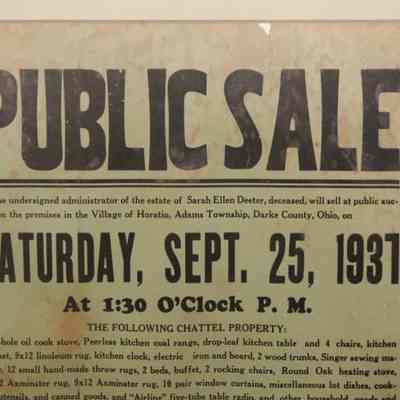 PUBLIC SALE
undersigned administrator of the estate of Sarah Ellen Deeter, deceased, will sell at public auc-
the premises in the Village of Horatio, Adams Township, Darke County, Ohio, on
ATURDAY, SEPT. 25, 1937
At 1:30 O'Clock P. M.
THE FOLLOWING CHATTEL PROPERTY:
hole oil cook stove, Peerless kitchen coal range, drop-leaf kitchen table and 4 chairs, kitchen
9x12 linoleum rug, kitchen clock, electric iron and board, 2 wood trunks, Singer sewing ma-
12 small hand-made throw rugs, 2 beds, buffet, 2 rocking chairs, Round Oak heating stove,
2 Axminster rug, 9x12 Axminster rug, 10 pair window curtains, miscellaneous lot dishes, cook-
utensils, and canned goods, and "Airline" five-tube table radio, and other household goods and